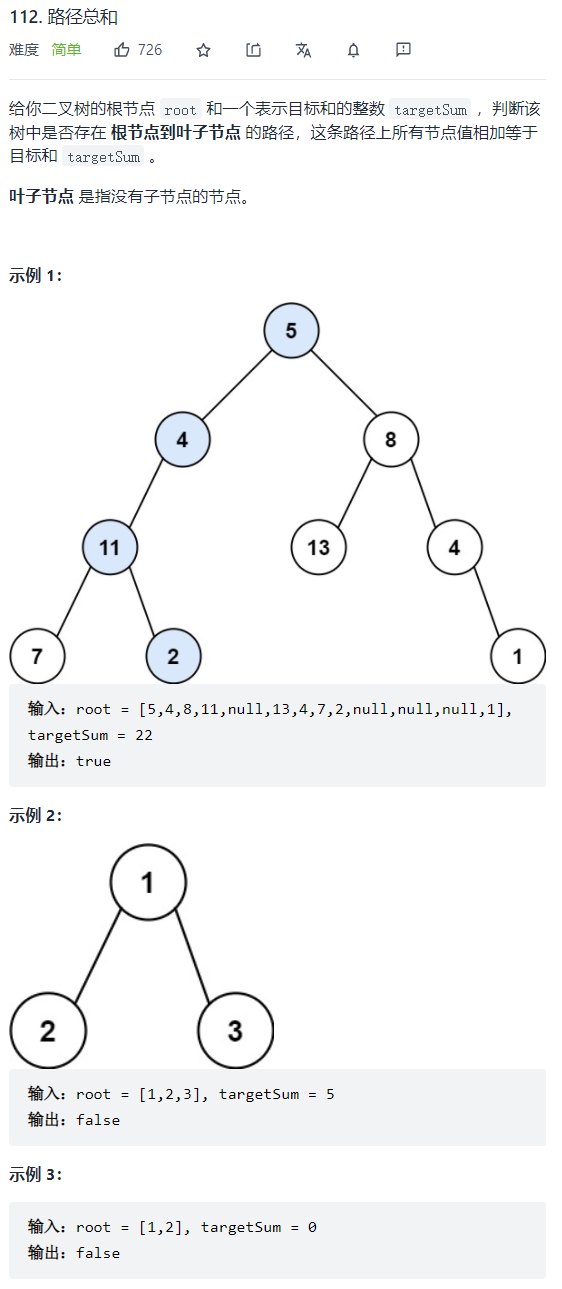 112. 路径总和
难度 简单 726
给你二叉树的根节点 root 和一个表示目标和的整数 targetSum ，判断该
树中是否存在 根节点到叶子节点 的路径，这条路径上所有节点值相加等于
目标和 targetSum 。
叶子节点 是指没有子节点的节点。
示例 1：
5
4 8
11 13 4
7 2 1
输入：root = [5,4,8,11,null,13,4,7,2,null,null,null,1],
targetSum = 22
输出：true
示例 2：
1
2 3
输入：root = [1,2,3], targetSum = 5
输出：false
示例 3：
输入：root = [1,2], targetSum = 0
输出：false